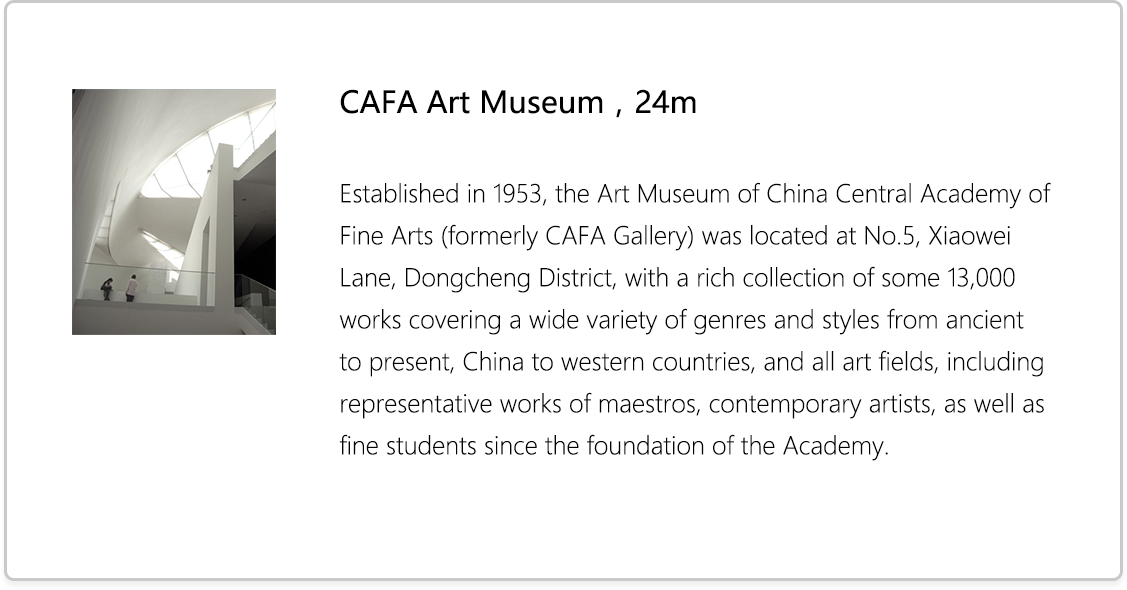 CAFA Art Museum，24m
Established in 1953, the Art Museum of China Central Academy of
Fine Arts (formerly CAFA Gallery) was located at No.5, Xiaowei
Lane, Dongcheng District, with a rich collection of some 13,000
works covering a wide variety of genres and styles from ancient
to present, China to western countries, and all art fields, including
representative works of maestros, contemporary artists, as well as
fine students since the foundation of the Academy.